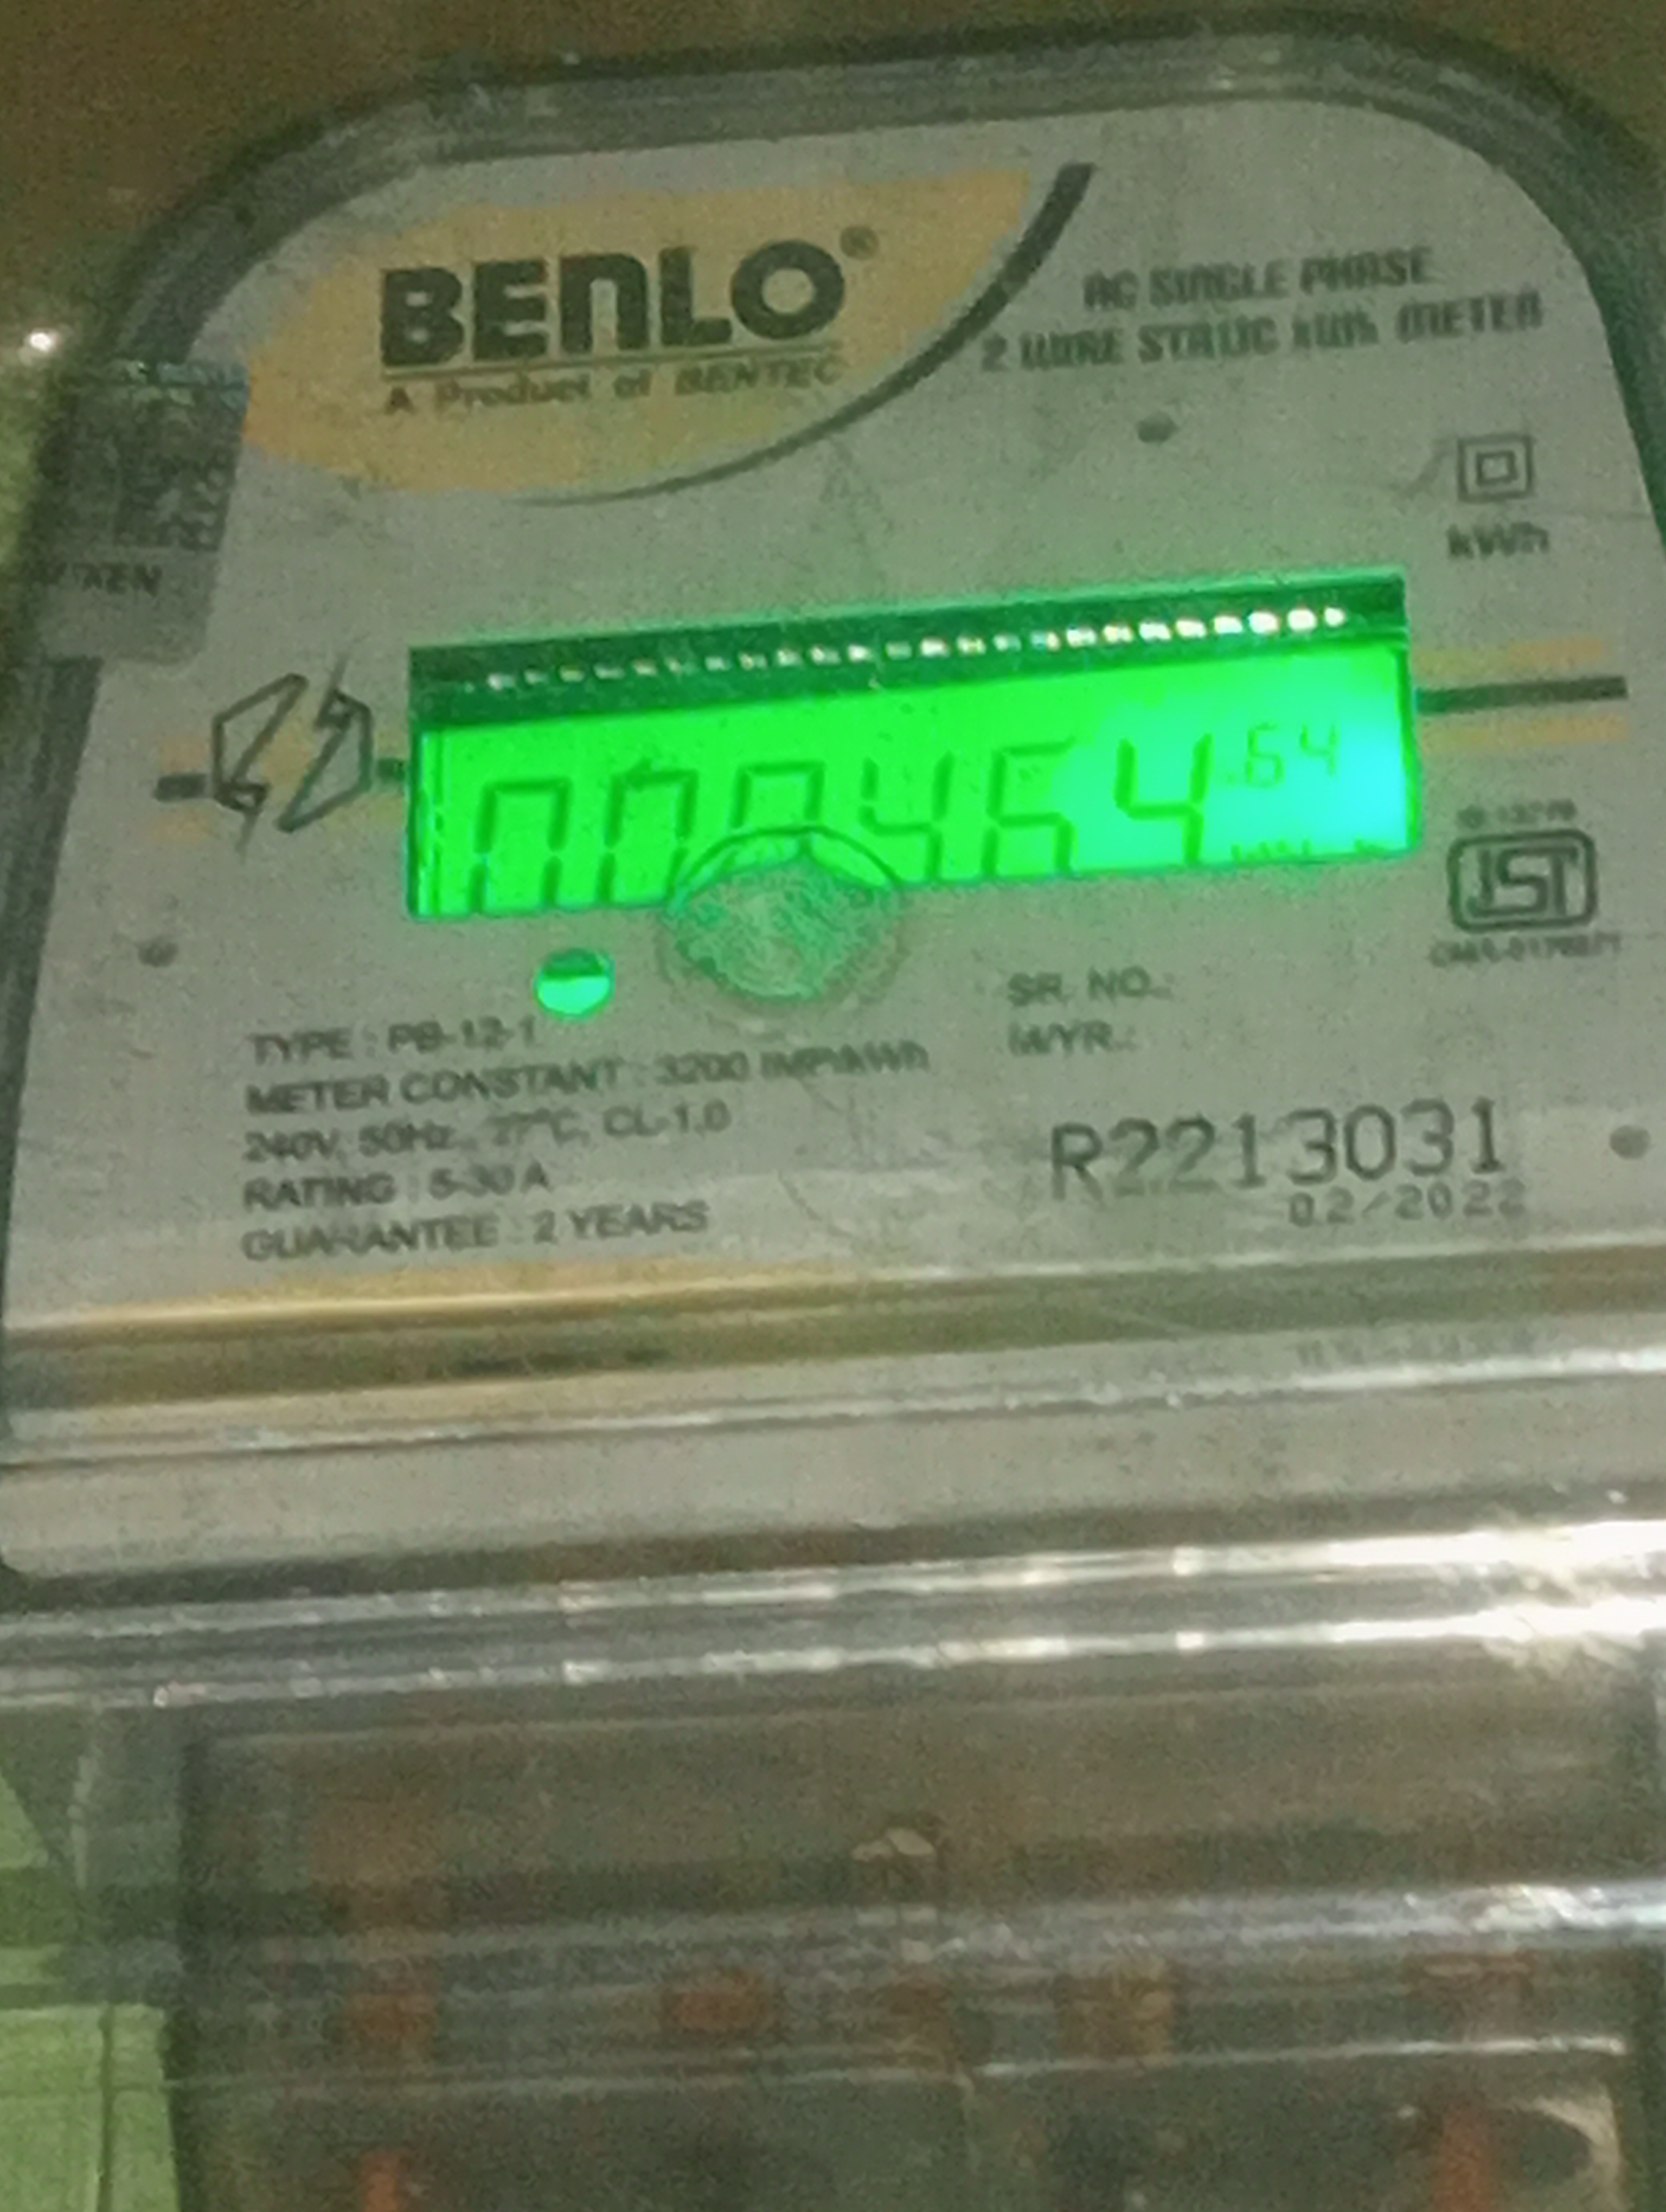 BENLO®
A Product of BENTEC
AC SINGLE PHASE
2 WIRE STATIC kWh METER
kWh
000464.64
TYPE : PB-12-1
METER CONSTANT : 3200 IMP/kWh
240V, 50Hz, 27°C, CL-1.0
RATING : 5-30 A
GUARANTEE : 2 YEARS
SR. NO.:
M/YR.:
R2213031
02/2022